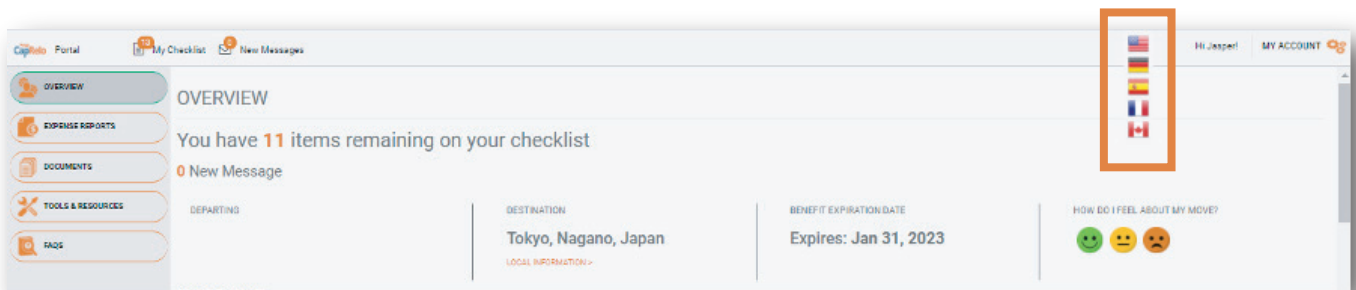 CapRelo Portal
My Checklist
0 New Messages
Hi Jasper!
MY ACCOUNT
OVERVIEW
EXPENSE REPORTS
DOCUMENTS
TOOLS & RESOURCES
FAQS
OVERVIEW
You have 11 items remaining on your checklist
0 New Message
DEPARTING
DESTINATION
Tokyo, Nagano, Japan
LOCAL INFORMATION >
BENEFIT EXPIRATION DATE
Expires: Jan 31, 2023
HOW DO I FEEL ABOUT MY MOVE?